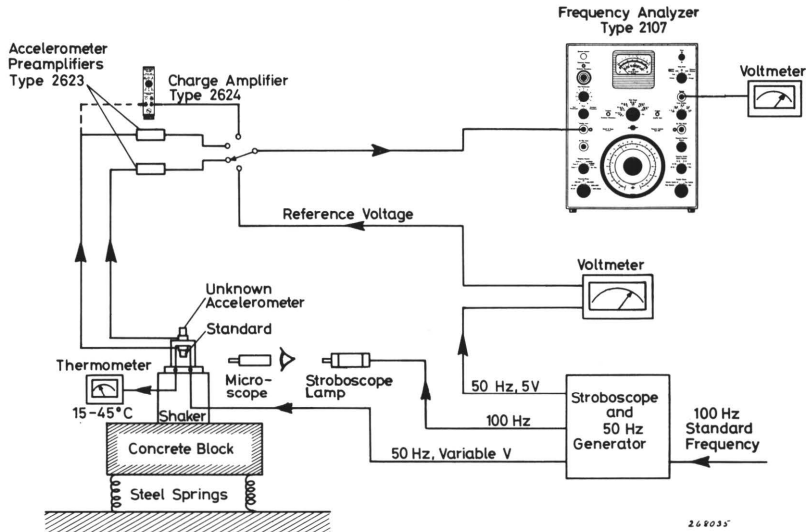 Frequency Analyzer
Type 2107
Accelerometer
Preamplifiers
Type 2623
Charge Amplifier
Type 2624
Voltmeter
Reference Voltage
Voltmeter
Unknown
Accelerometer
Standard
Thermometer
15-45°C
Micro-
scope
Stroboscope
Lamp
Shaker
50 Hz, 5V
100 Hz
50 Hz, Variable V
Stroboscope
and
50 Hz
Generator
100 Hz
Standard
Frequency
Concrete Block
Steel Springs
268035